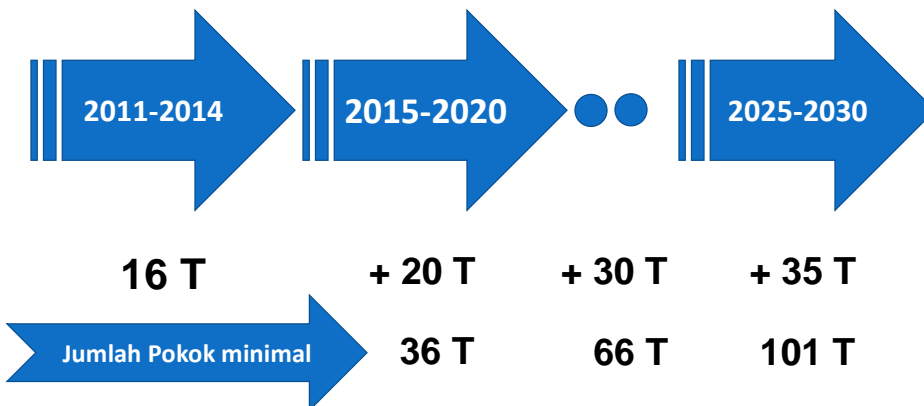 2011-2014
2015-2020
2025-2030
16 T
+ 20 T
+ 30 T
+ 35 T
Jumlah Pokok minimal
36 T
66 T
101 T